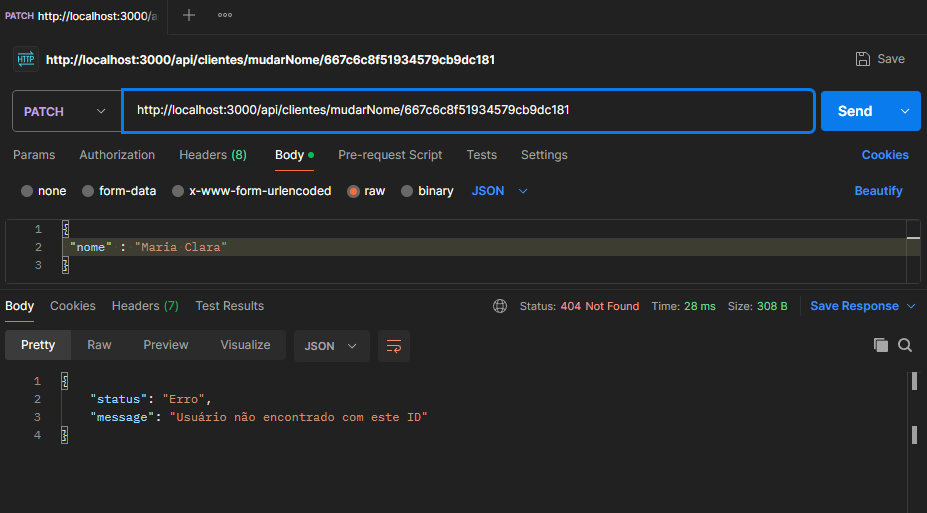 PATCH http://localhost:3000/a
http://localhost:3000/api/clientes/mudarNome/667c6c8f51934579cb9dc181
Save
PATCH
http://localhost:3000/api/clientes/mudarNome/667c6c8f51934579cb9dc181
Send
Params Authorization Headers (8) Body Pre-request Script Tests Settings Cookies
none form-data x-www-form-urlencoded raw binary JSON Beautify
1 {
2 "nome" : "Maria Clara"
3 }
Body Cookies Headers (7) Test Results Status: 404 Not Found Time: 28 ms Size: 308 B Save Response
Pretty Raw Preview Visualize JSON
1 {
2 "status": "Erro",
3 "message": "Usuário não encontrado com este ID"
4 }